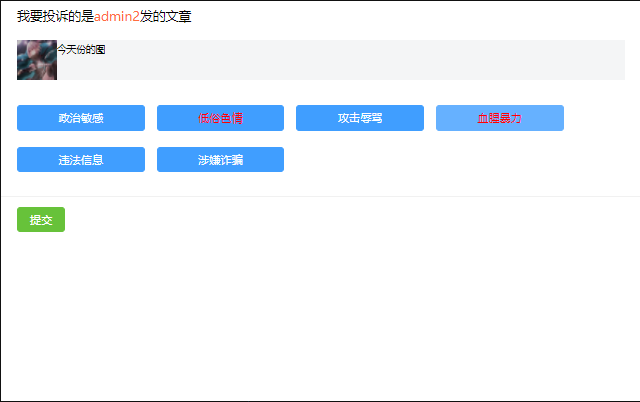 我要投诉的是admin2发的文章
今天份的图
政治敏感 低俗色情 攻击辱骂 血腥暴力
违法信息 涉嫌诈骗
提交